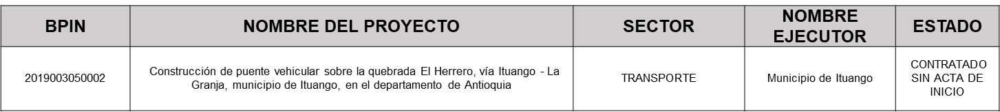 BPIN
NOMBRE DEL PROYECTO
SECTOR
NOMBRE
EJECUTOR
ESTADO
2019003050002
Construcción de puente vehicular sobre la quebrada El Herrero, vía Ituango - La
Granja, municipio de Ituango, en el departamento de Antioquia
TRANSPORTE
Municipio de Ituango
CONTRATADO
SIN ACTA DE
INICIO